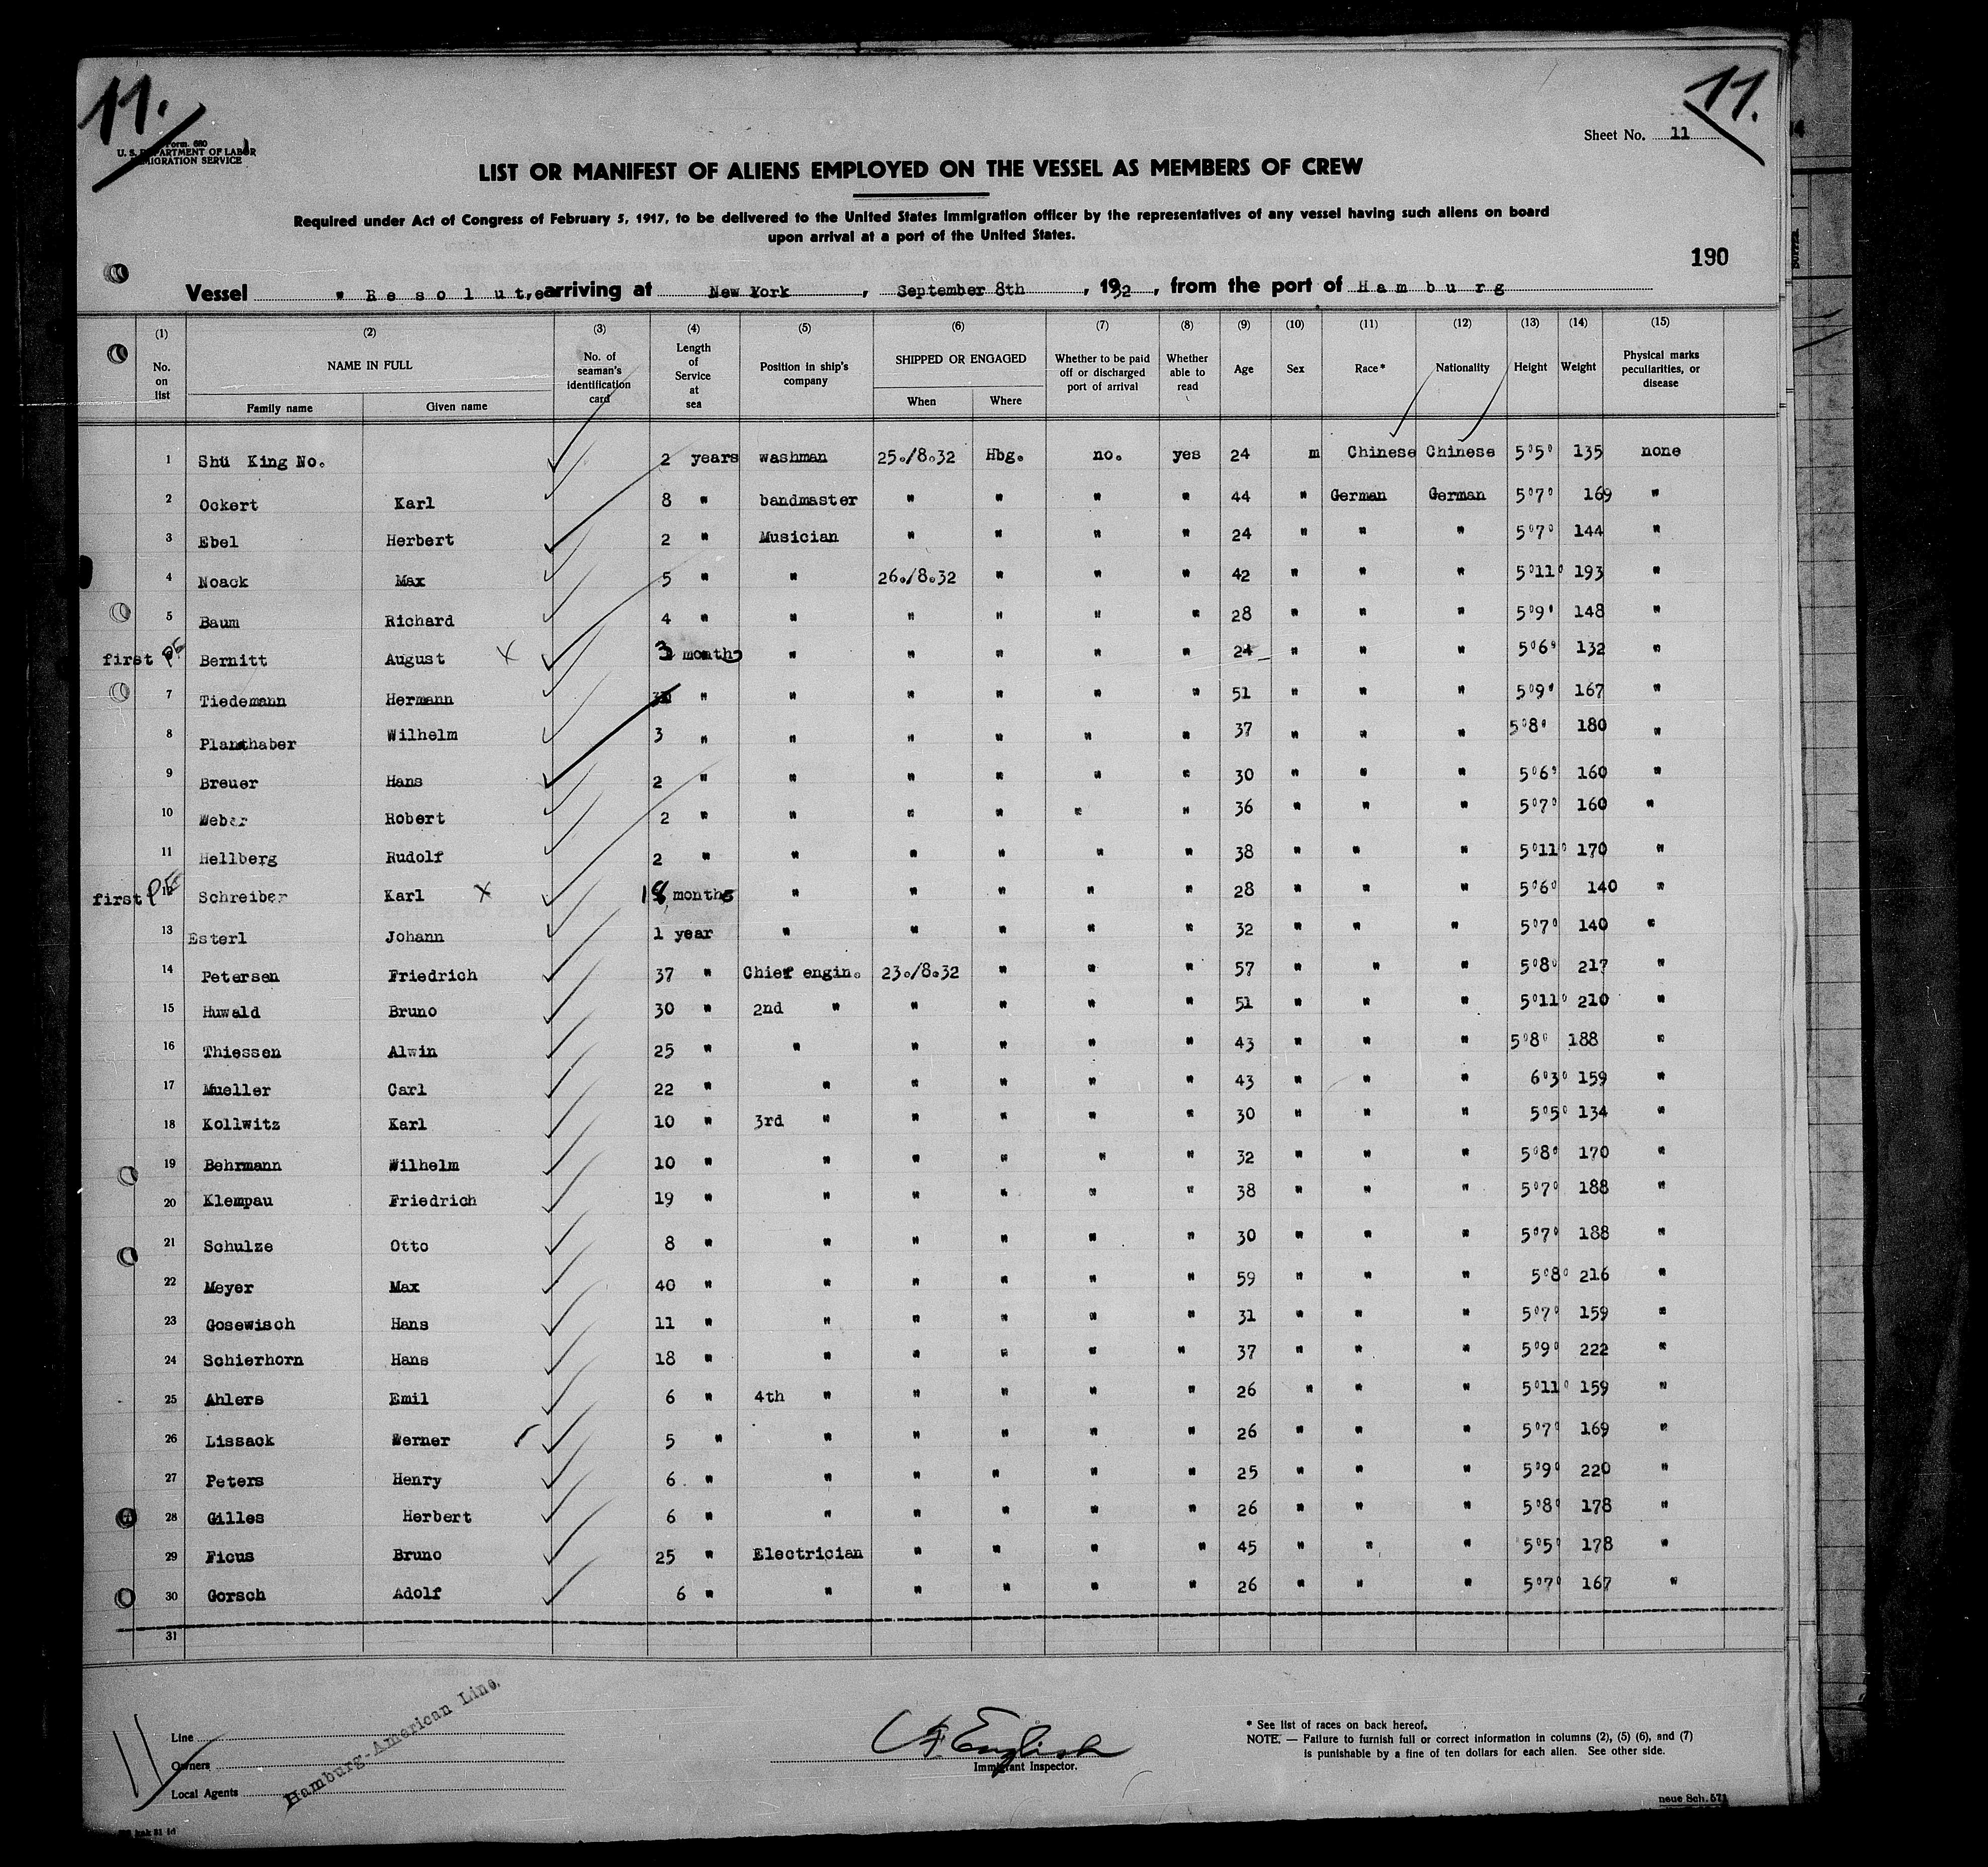 11.
11.
Form 680
U. S. DEPARTMENT OF LABOR
IMMIGRATION SERVICE
Sheet No. 11
LIST OR MANIFEST OF ALIENS EMPLOYED ON THE VESSEL AS MEMBERS OF CREW
Required under Act of Congress of February 5, 1917, to be delivered to the United States immigration officer by the representatives of any vessel having such aliens on board
upon arrival at a port of the United States.
190
Vessel " Resolute, arriving at New York, September 8th, 1932, from the port of Hamburg
(1) (2) (3) (4) (5) (6) (7) (8) (9) (10) (11) (12) (13) (14) (15)
No. on list NAME IN FULL Family name Given name No. of seaman's identification card Length of Service at sea Position in ship's company SHIPPED OR ENGAGED When Where Whether to be paid off or discharged port of arrival Whether able to read Age Sex Race* Nationality Height Weight Physical marks peculiarities, or disease
1 Shü King No. 2 years washman 25./8.32 Hbg. no. yes 24 m Chinese Chinese 5°5° 135 none
2 Ockert Karl 8 " bandmaster " " " " 44 " German German 5°7° 169 "
3 Ebel Herbert 2 " Musician " " " " 24 " " " 5°7° 144 "
4 Noack Max 5 " " 26./8.32 " " " 42 " " " 5°11° 193 "
5 Baum Richard 4 " " " " " " 28 " " " 5°9° 148 "
first PE Bernitt August X 3 month " " " " " 24 " " " 5°6° 132 "
7 Tiedemann Hermann " " " " " " 51 " " " 5°9° 167 "
8 Planthaber Wilhelm 3 " " " " " " 37 " " " 5°8° 180 "
9 Breuer Hans 2 " " " " " " 30 " " " 5°6° 160 "
10 Weber Robert 2 " " " " " " 36 " " " 5°7° 160 "
11 Hellberg Rudolf 2 " " " " " " 38 " " " 5°11° 170 "
first PE 12 Schreiber Karl X 18 months " " " " " 28 " " " 5°6° 140 "
13 Esterl Johann 1 year " " " " " 32 " " " 5°7° 140 "
14 Petersen Friedrich 37 " Chief engin. 23./8.32 " " " 57 " " " 5°8° 217 "
15 Huwald Bruno 30 " 2nd " " " " " 51 " " " 5°11° 210 "
16 Thiessen Alwin 25 " " " " " " 43 " " " 5°8° 188 "
17 Mueller Carl 22 " " " " " " 43 " " " 6°3° 159 "
18 Kollwitz Karl 10 " 3rd " " " " " 30 " " " 5°5° 134 "
19 Behrmann Wilhelm 10 " " " " " " 32 " " " 5°8° 170 "
20 Klempau Friedrich 19 " " " " " " 38 " " " 5°7° 188 "
21 Schulze Otto 8 " " " " " " 30 " " " 5°7° 188 "
22 Meyer Max 40 " " " " " " 59 " " " 5°8° 216 "
23 Gosewisch Hans 11 " " " " " " 31 " " " 5°7° 159 "
24 Schierhorn Hans 18 " " " " " " 37 " " " 5°9° 222 "
25 Ahlers Emil 6 " 4th " " " " " 26 " " " 5°11° 159 "
26 Lissack Werner 5 " " " " " " 26 " " " 5°7° 169 "
27 Peters Henry 6 " " " " " " 25 " " " 5°9° 220 "
28 Gilles Herbert 6 " " " " " " 26 " " " 5°8° 178 "
29 Ficus Bruno 25 " Electrician " " " " 45 " " " 5°5° 178 "
30 Gorsch Adolf 6 " " " " " " 26 " " " 5°7° 167 "
31
11
Line
Owners
Local Agents
Hamburg-American Line.
English
Immigrant Inspector.
* See list of races on back hereof.
NOTE. — Failure to furnish full or correct information in columns (2), (5) (6), and (7)
is punishable by a fine of ten dollars for each alien. See other side.
neue Sch. 571